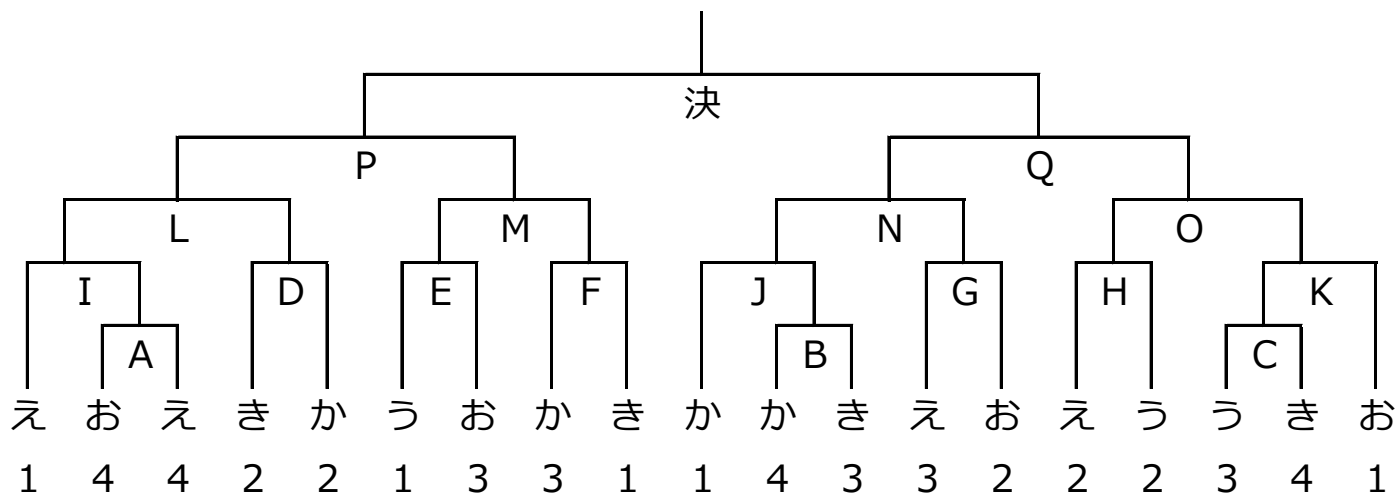 決
P Q
L M N O
I D E F J G H K
A B C
え お え き か う お か き か か き え お え う う き お
1 4 4 2 2 1 3 3 1 1 4 3 3 2 2 2 3 4 1